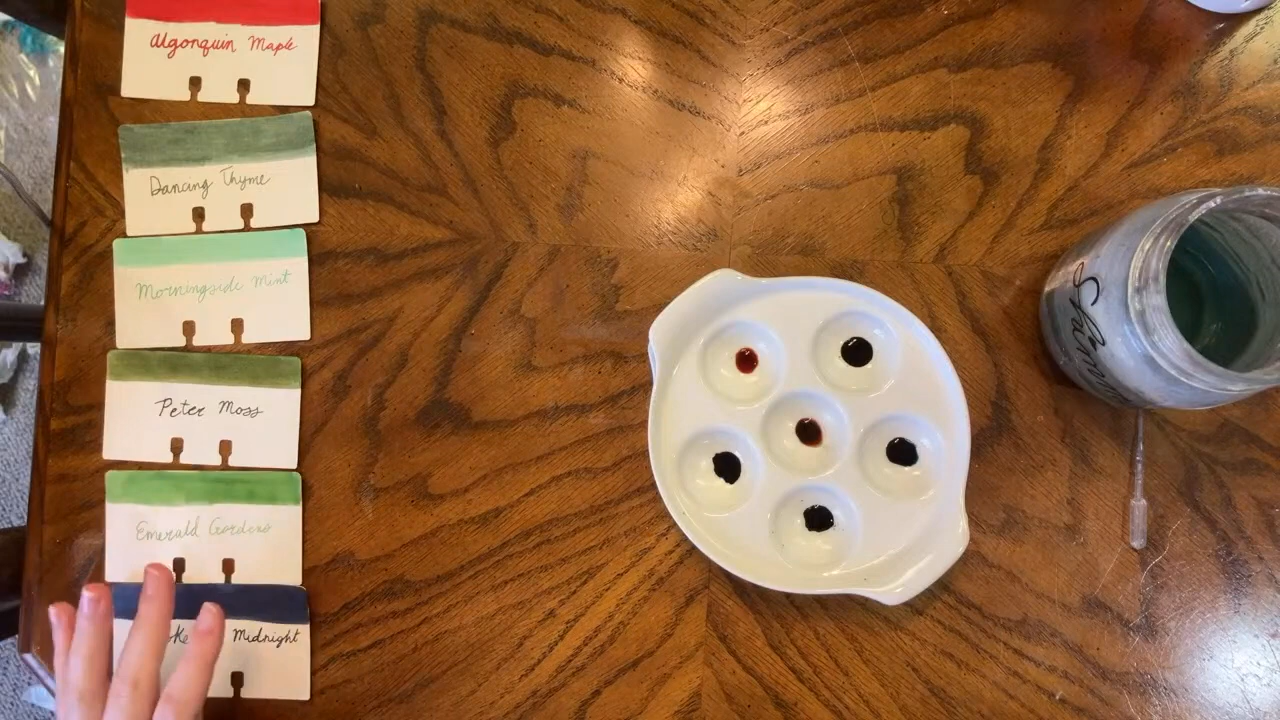 Algonquin Maple
Dancing Thyme
Morningside Mint
Peter Moss
Emerald Gardens
Midnight